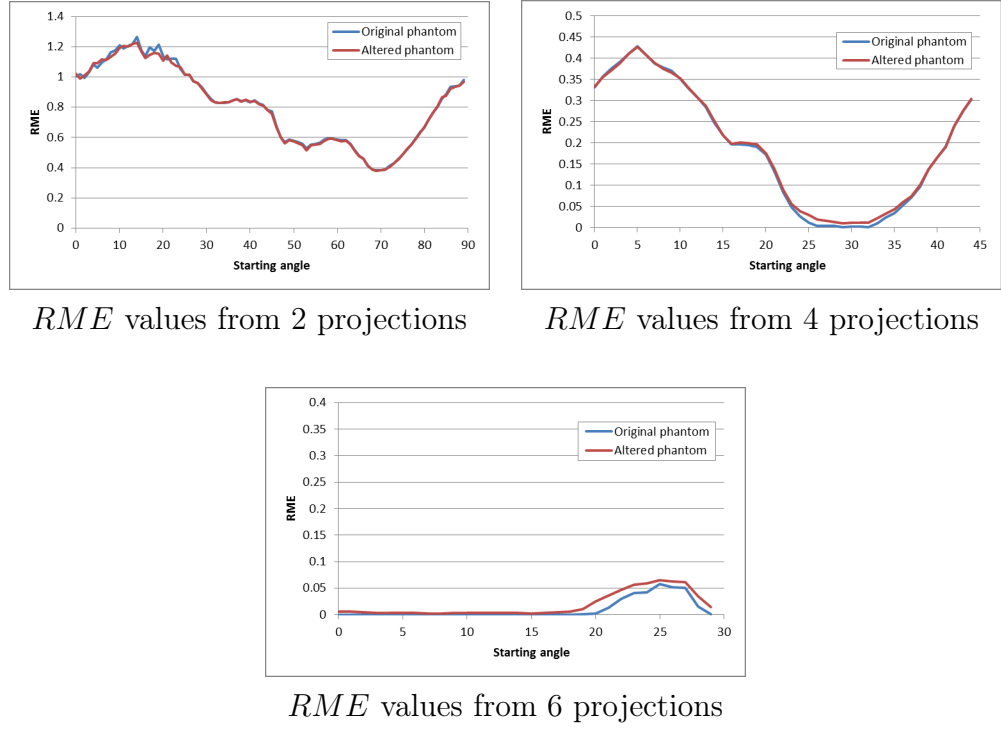 1.4
1.2
1
0.8
0.6
0.4
0.2
0
RME
Original phantom
Altered phantom
0 10 20 30 40 50 60 70 80 90
Starting angle
RME values from 2 projections
0.5
0.45
0.4
0.35
0.3
0.25
0.2
0.15
0.1
0.05
0
RME
Original phantom
Altered phantom
0 5 10 15 20 25 30 35 40 45
Starting angle
RME values from 4 projections
0.4
0.35
0.3
0.25
0.2
0.15
0.1
0.05
0
RME
Original phantom
Altered phantom
0 5 10 15 20 25 30
Starting angle
RME values from 6 projections